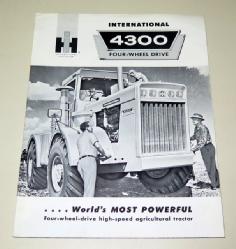 INTERNATIONAL
4300
FOUR-WHEEL DRIVE
....World's MOST POWERFUL
Four-wheel-drive high-speed agricultural tractor